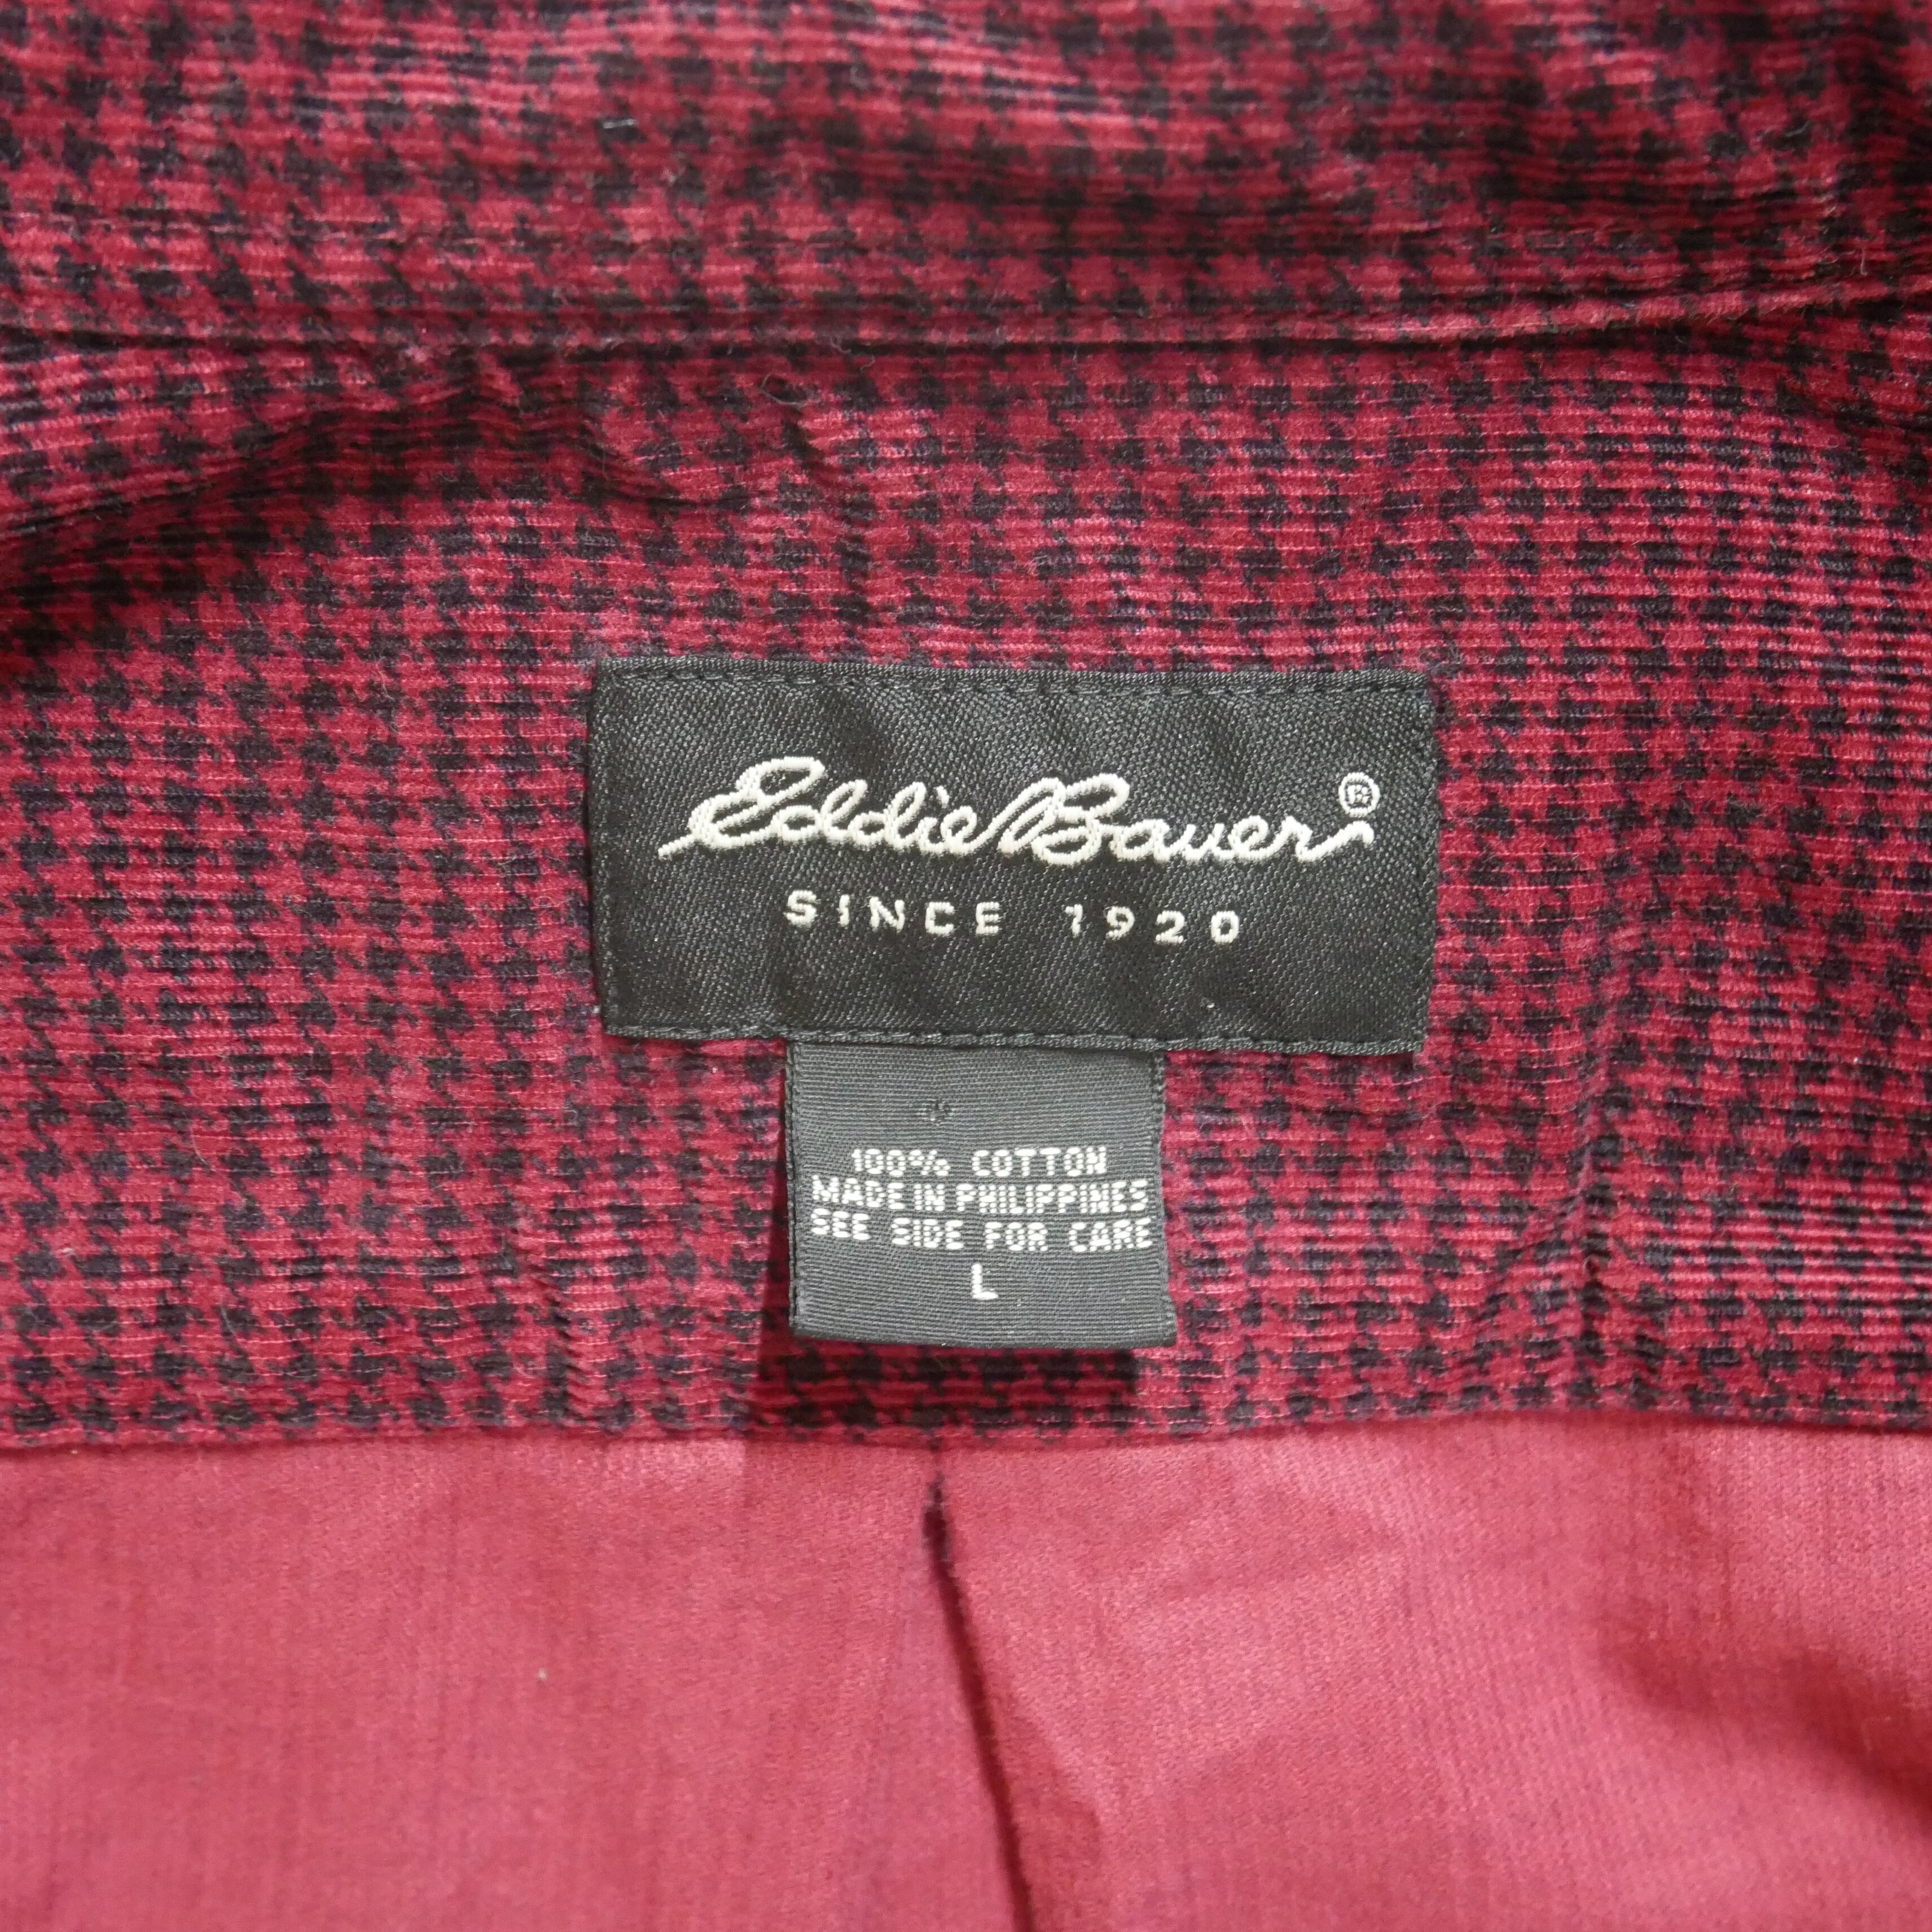 Eddie Bauer®
SINCE 1920
100% COTTON
MADE IN PHILIPPINES
SEE SIDE FOR CARE
L